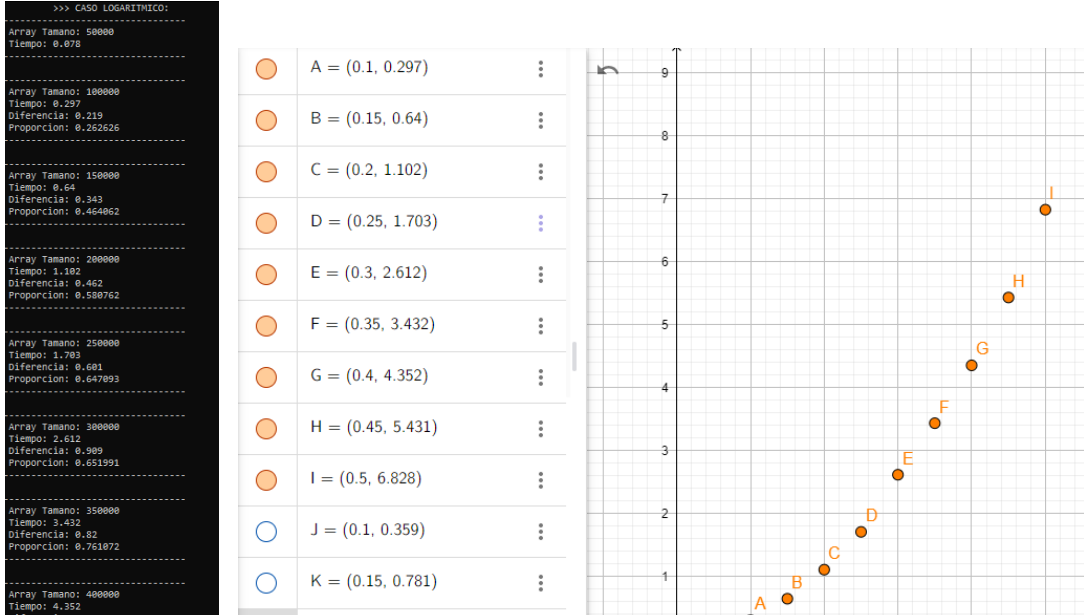 >>> CASO LOGARITMICO:
--------------------------------
Array Tamano: 50000
Tiempo: 0.078
--------------------------------
--------------------------------
Array Tamano: 100000
Tiempo: 0.297
Diferencia: 0.219
Proporcion: 0.262626
--------------------------------
--------------------------------
Array Tamano: 150000
Tiempo: 0.64
Diferencia: 0.343
Proporcion: 0.464062
--------------------------------
--------------------------------
Array Tamano: 200000
Tiempo: 1.102
Diferencia: 0.462
Proporcion: 0.580762
--------------------------------
--------------------------------
Array Tamano: 250000
Tiempo: 1.703
Diferencia: 0.601
Proporcion: 0.647093
--------------------------------
--------------------------------
Array Tamano: 300000
Tiempo: 2.612
Diferencia: 0.909
Proporcion: 0.651991
--------------------------------
--------------------------------
Array Tamano: 350000
Tiempo: 3.432
Diferencia: 0.82
Proporcion: 0.761072
--------------------------------
--------------------------------
Array Tamano: 400000
Tiempo: 4.352
A = (0.1, 0.297)
B = (0.15, 0.64)
C = (0.2, 1.102)
D = (0.25, 1.703)
E = (0.3, 2.612)
F = (0.35, 3.432)
G = (0.4, 4.352)
H = (0.45, 5.431)
I = (0.5, 6.828)
J = (0.1, 0.359)
K = (0.15, 0.781)
9
8
7
6
5
4
3
2
1
I
H
G
F
E
D
C
B
A